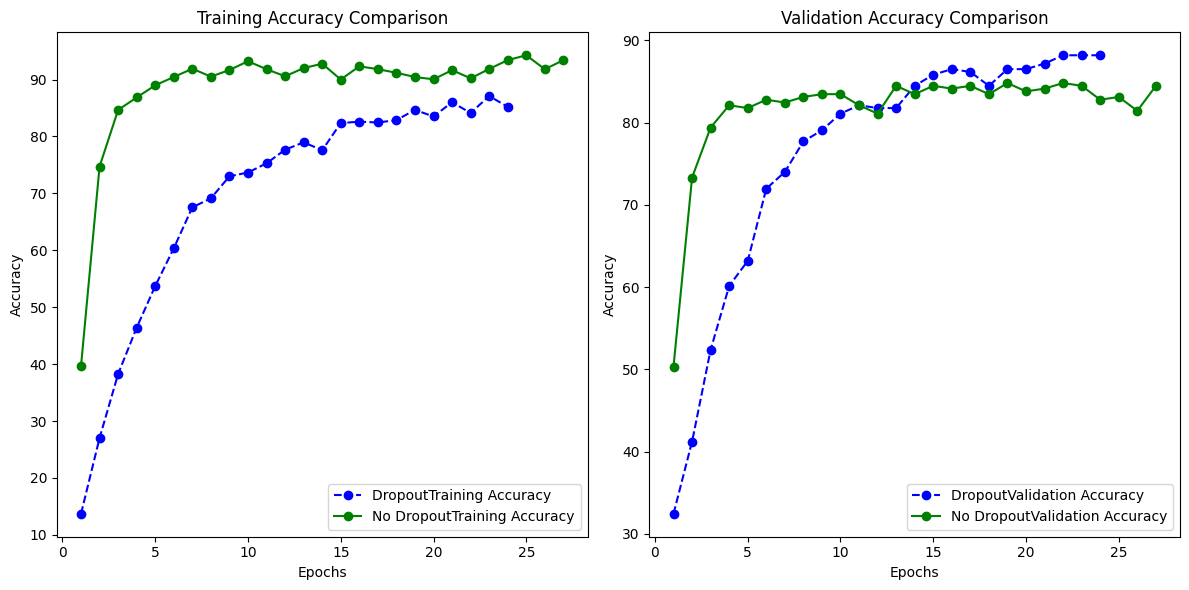 Training Accuracy Comparison
Accuracy
90
80
70
60
50
40
30
20
10
0
5
10
15
20
25
Epochs
DropoutTraining Accuracy
No DropoutTraining Accuracy
Validation Accuracy Comparison
Accuracy
90
80
70
60
50
40
30
0
5
10
15
20
25
Epochs
DropoutValidation Accuracy
No DropoutValidation Accuracy